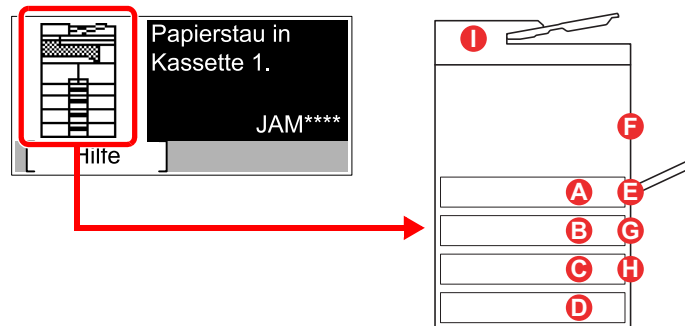 Papierstau in
Kassette 1.
JAM****
Hilfe
I
F
A
E
B
G
C
H
D